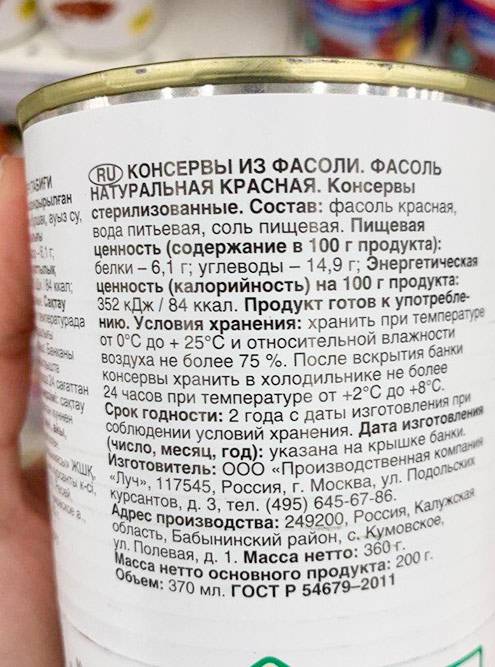 RU КОНСЕРВЫ ИЗ ФАСОЛИ. ФАСОЛЬ
НАТУРАЛЬНАЯ КРАСНАЯ. Консервы
стерилизованные. Состав: фасоль красная,
вода питьевая, соль пищевая. Пищевая
ценность (содержание в 100 г продукта):
белки – 6,1 г; углеводы – 14,9 г; Энергетическая
ценность (калорийность) на 100 г продукта:
352 кДж / 84 ккал. Продукт готов к употребле-
нию. Условия хранения: хранить при температуре
от 0°С до + 25°С и относительной влажности
воздуха не более 75 %. После вскрытия банки
консервы хранить в холодильнике не более
24 часов при температуре от +2°С до +8°С.
Срок годности: 2 года с даты изготовления при
соблюдении условий хранения. Дата изготовления
(число, месяц, год): указана на крышке банки.
Изготовитель: ООО «Производственная компания
«Луч», 117545, Россия, г. Москва, ул. Подольских
курсантов, д. 3, тел. (495) 645-67-86.
Адрес производства: 249200, Россия, Калужская
область, Бабынинский район, с. Кумовское,
ул. Полевая, д. 1. Масса нетто: 360 г.
Масса нетто основного продукта: 200 г.
Объем: 370 мл. ГОСТ Р 54679–2011
ауыз су,
ккал;
Сақтау
сағаттан
сақтау
ЖШҚ,